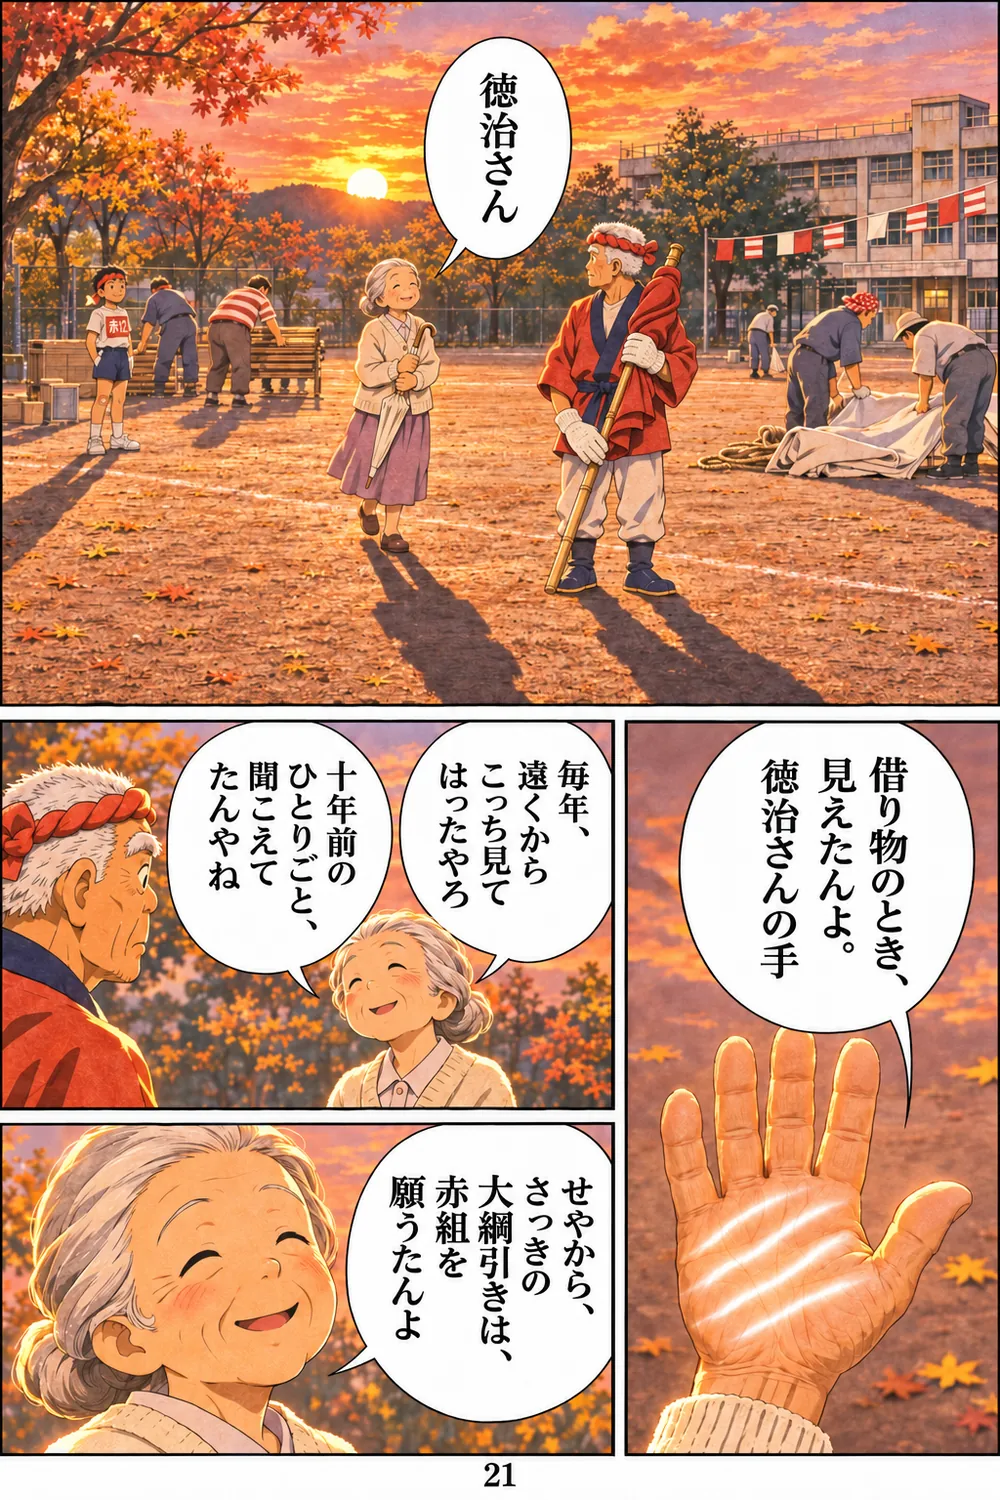 徳治さん
赤12
借り物のとき、
見えたんよ。
徳治さんの手
毎年、
遠くから
こっち見て
はったやろ
十年前の
ひとりごと、
聞こえて
たんやね
せやから、
さっきの
大綱引きは、
赤組を
願うたんよ
21